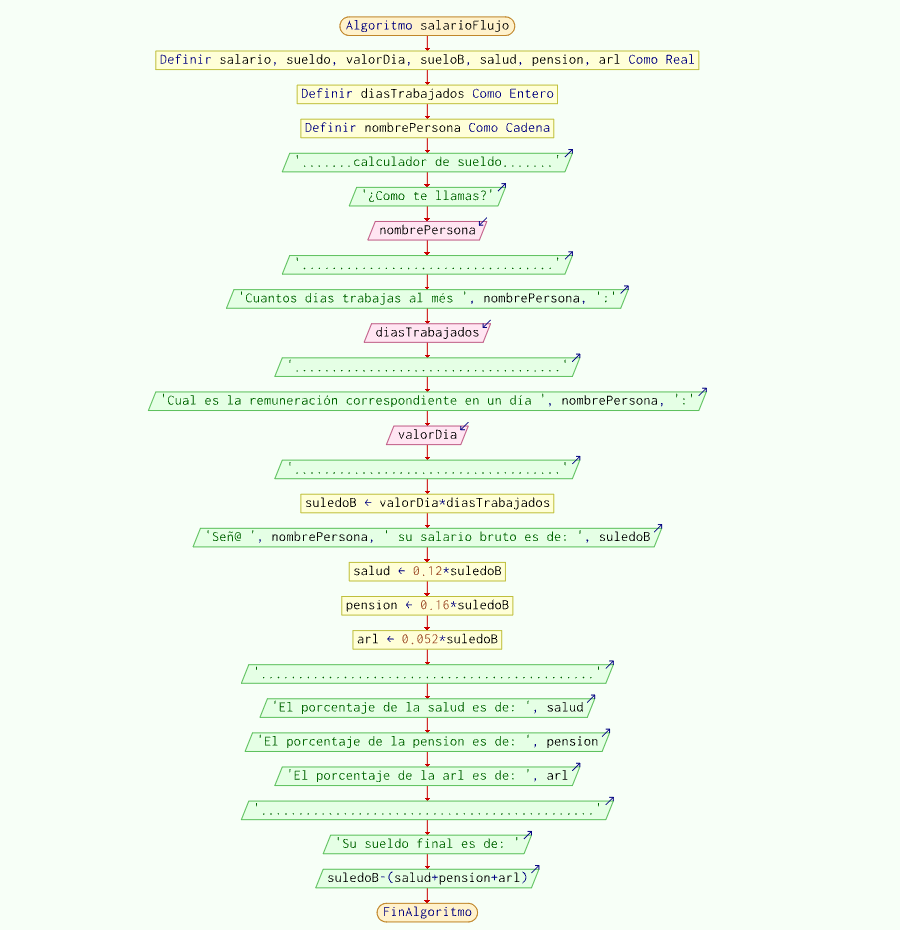 Algoritmo salarioFlujo
Definir salario, sueldo, valorDia, sueloB, salud, pension, arl Como Real
Definir diasTrabajados Como Entero
Definir nombrePersona Como Cadena
'.......calculador de sueldo.......'
'¿Como te llamas?'
nombrePersona
'..................................'
'Cuantos dias trabajas al més ', nombrePersona, ':'
diasTrabajados
'....................................'
'Cual es la remuneración correspondiente en un día ', nombrePersona, ':'
valorDia
'....................................'
suledoB ← valorDia*diasTrabajados
'Señ@ ', nombrePersona, ' su salario bruto es de: ', suledoB
salud ← 0.12*suledoB
pension ← 0.16*suledoB
arl ← 0.052*suledoB
'.............................................'
'El porcentaje de la salud es de: ', salud
'El porcentaje de la pension es de: ', pension
'El porcentaje de la arl es de: ', arl
'.............................................'
'Su sueldo final es de: '
suledoB-(salud+pension+arl)
FinAlgoritmo